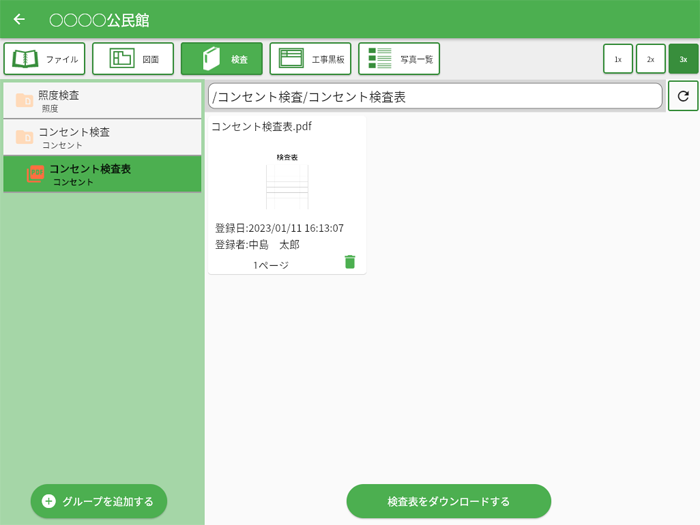 ○○○○公民館
ファイル
図面
検査
工事黒板
写真一覧
1x
2x
3x
照度検査
照度
コンセント検査
コンセント
コンセント検査表
コンセント
/コンセント検査/コンセント検査表
コンセント検査表.pdf
検査表
登録日:2023/01/11 16:13:07
登録者:中島　太郎
1ページ
グループを追加する
検査表をダウンロードする